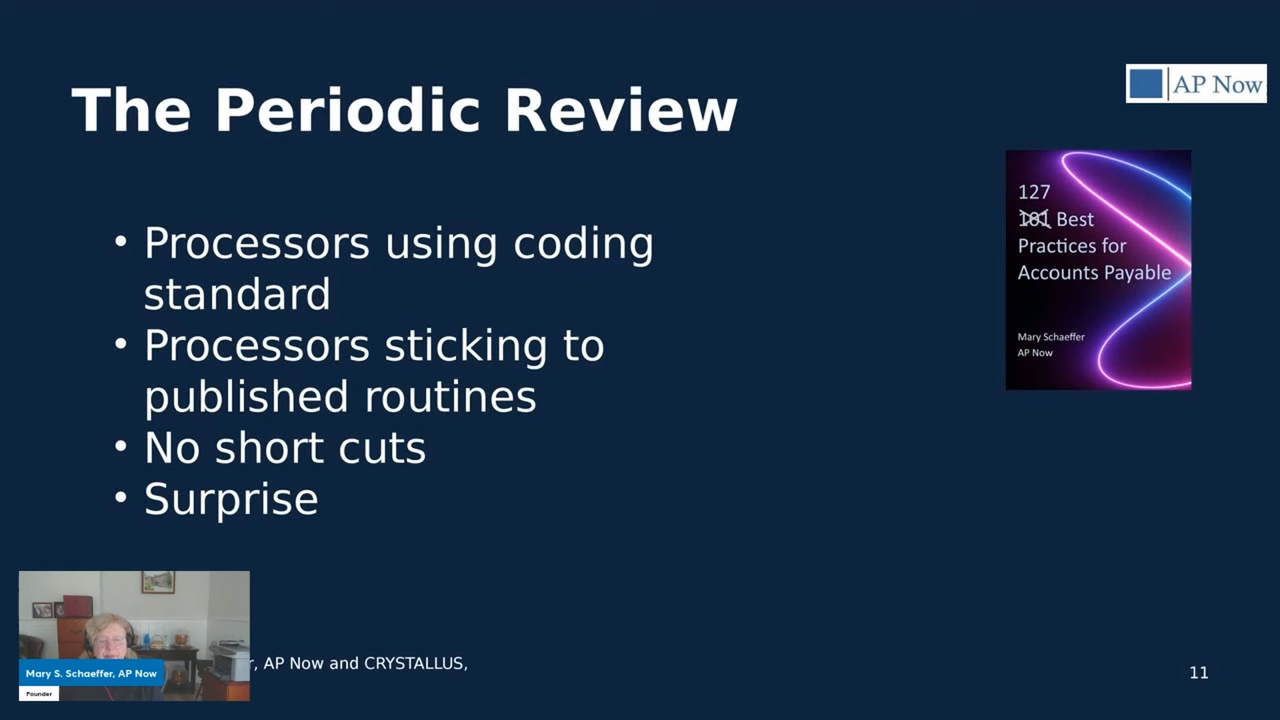 The Periodic Review
AP Now
• Processors using coding
standard
• Processors sticking to
published routines
• No short cuts
• Surprise
127
101 Best
Practices for
Accounts Payable
Mary Schaeffer
AP Now
Mary S. Schaeffer, AP Now
Founder
r, AP Now and CRYSTALLUS,
11